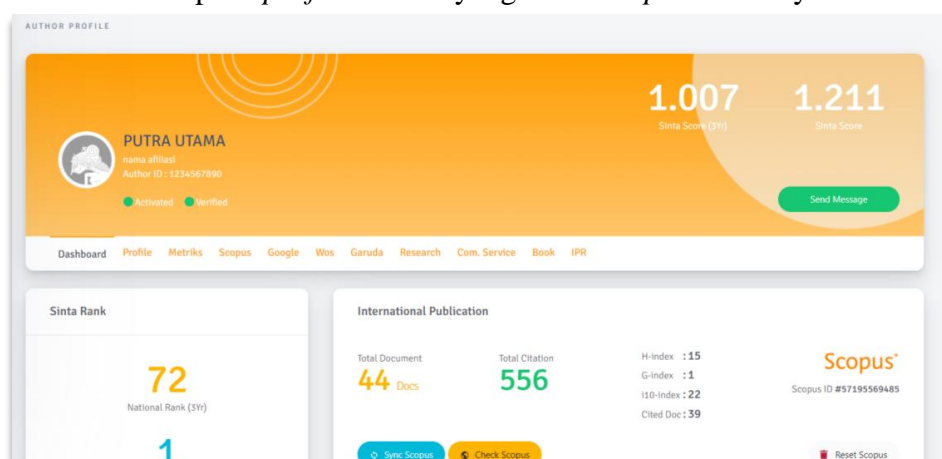 AUTHOR PROFILE
1.007
Sinta Score (3Yr)
1.211
Sinta Score
PUTRA UTAMA
nama afiliasi
Author ID : 1234567890
Activated Verified
Send Message
Dashboard Profile Metriks Scopus Google Wos Garuda Research Com. Service Book IPR
Sinta Rank
72
National Rank (3Yr)
1
International Publication
Total Document
44 Docs
Total Citation
556
H-Index : 15
G-Index : 1
i10-Index : 22
Cited Doc : 39
Scopus
Scopus ID #57195569485
Sync Scopus
Check Scopus
Reset Scopus